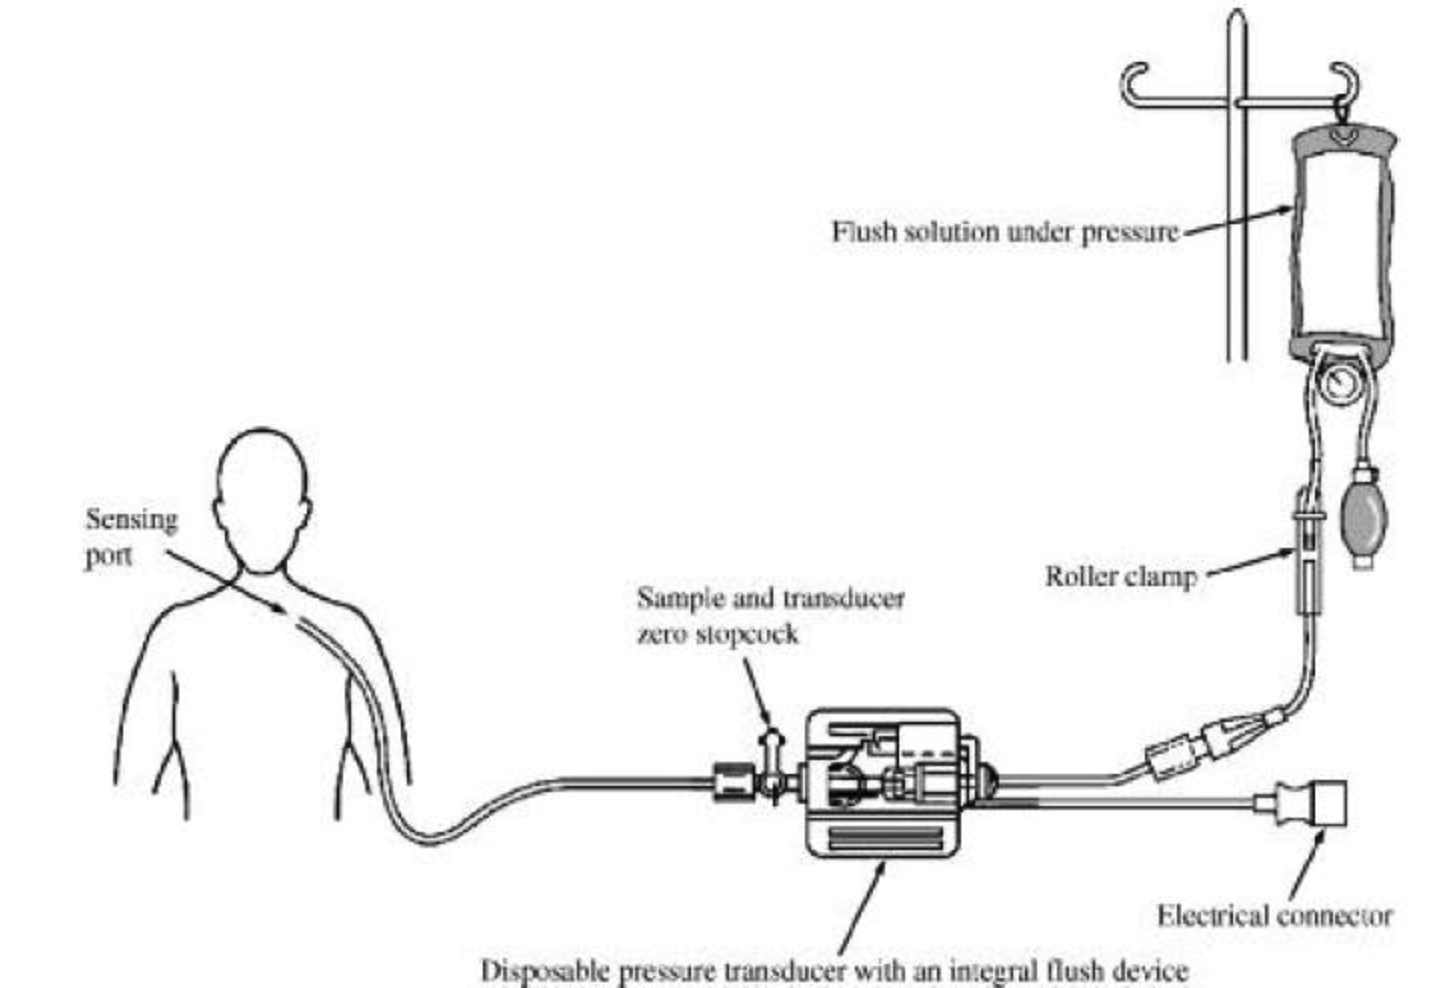 Flush solution under pressure
Sensing
port
Roller clamp
Sample and transducer
zero stopcock
Electrical connector
Disposable pressure transducer with an integral flush device